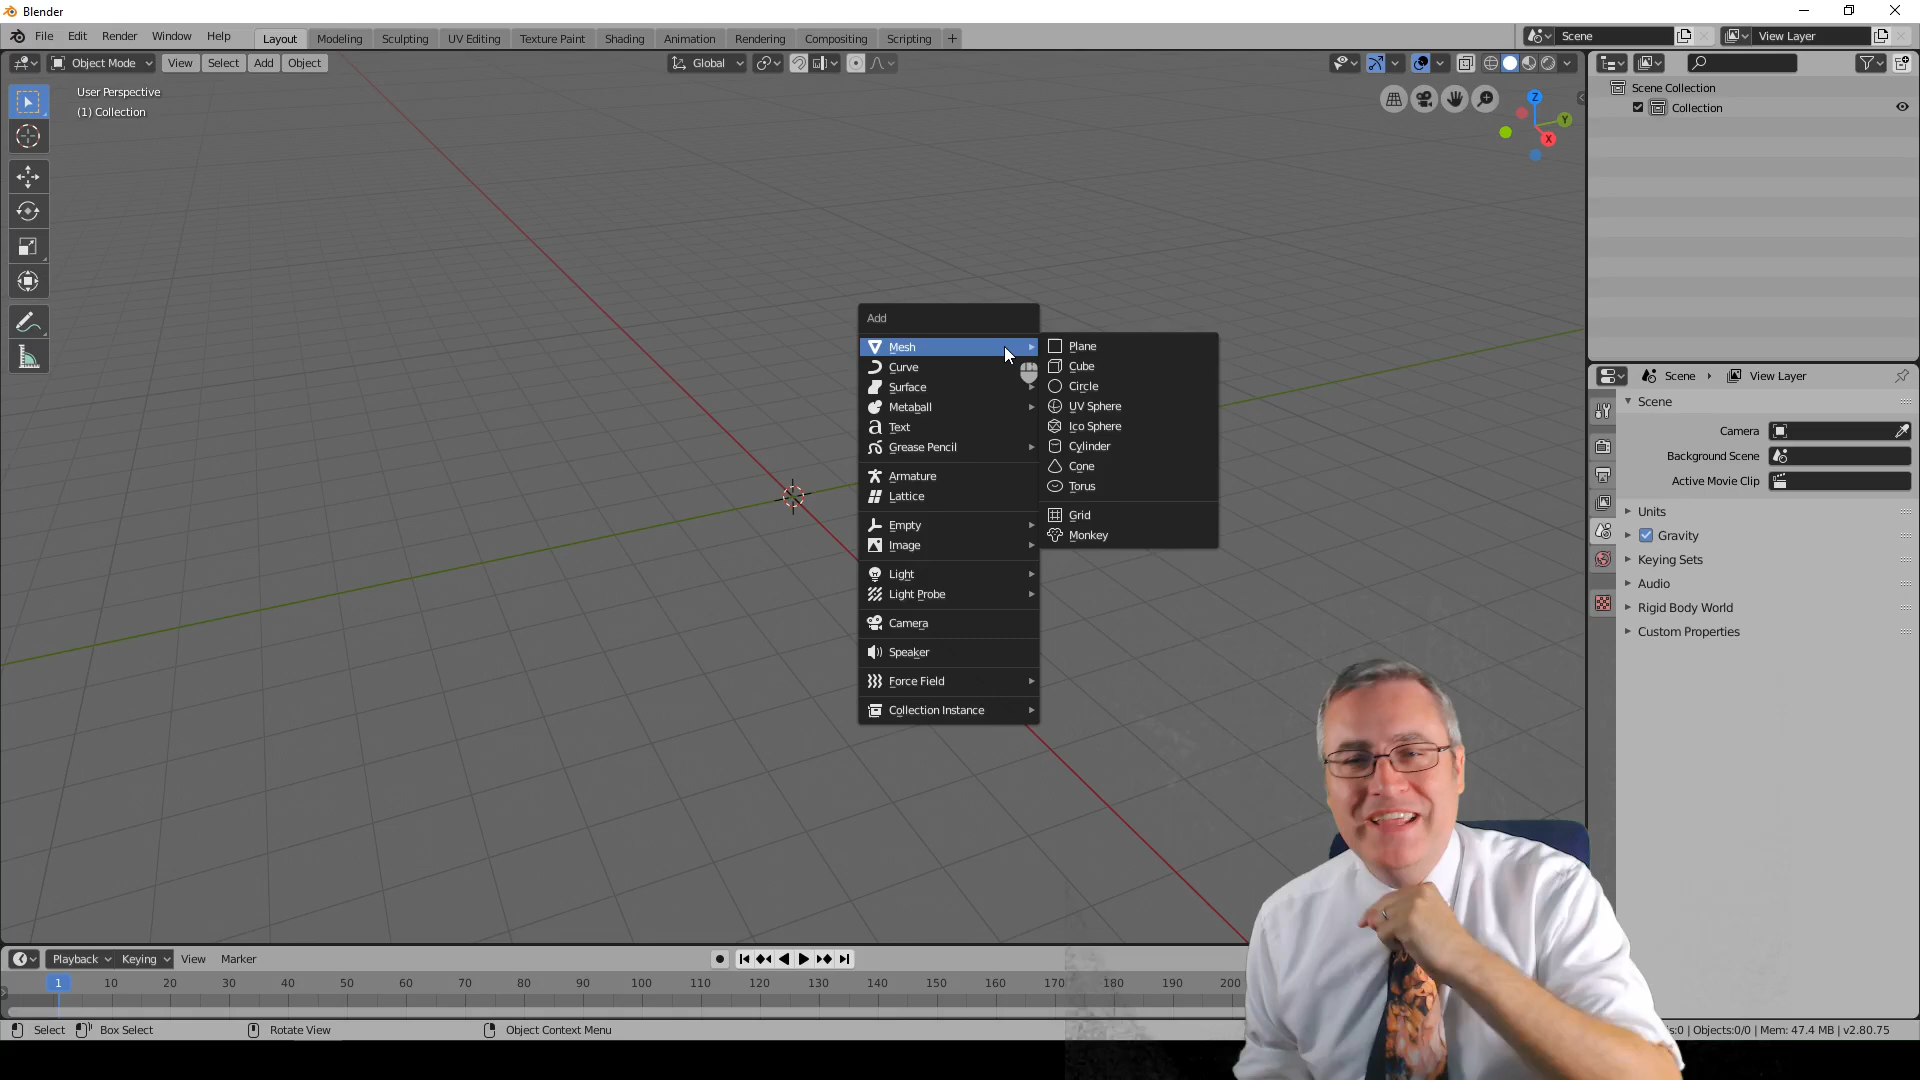 Blender
File Edit Render Window Help
Layout Modeling Sculpting UV Editing Texture Paint Shading Animation Rendering Compositing Scripting +
Scene
View Layer
Object Mode View Select Add Object
Global
User Perspective
(1) Collection
Z
Y
X
Scene Collection
Collection
Add
Mesh
Curve
Surface
Metaball
Text
Grease Pencil
Armature
Lattice
Empty
Image
Light
Light Probe
Camera
Speaker
Force Field
Collection Instance
Plane
Cube
Circle
UV Sphere
Ico Sphere
Cylinder
Cone
Torus
Grid
Monkey
Scene View Layer
Scene
Camera
Background Scene
Active Movie Clip
Units
Gravity
Keying Sets
Audio
Rigid Body World
Custom Properties
Playback Keying View Marker
1 10 20 30 40 50 60 70 80 90 100 110 120 130 140 150 160 170 180 190 200
Select Box Select Rotate View Object Context Menu
:0 | Objects:0/0 | Mem: 47.4 MB | v2.80.75